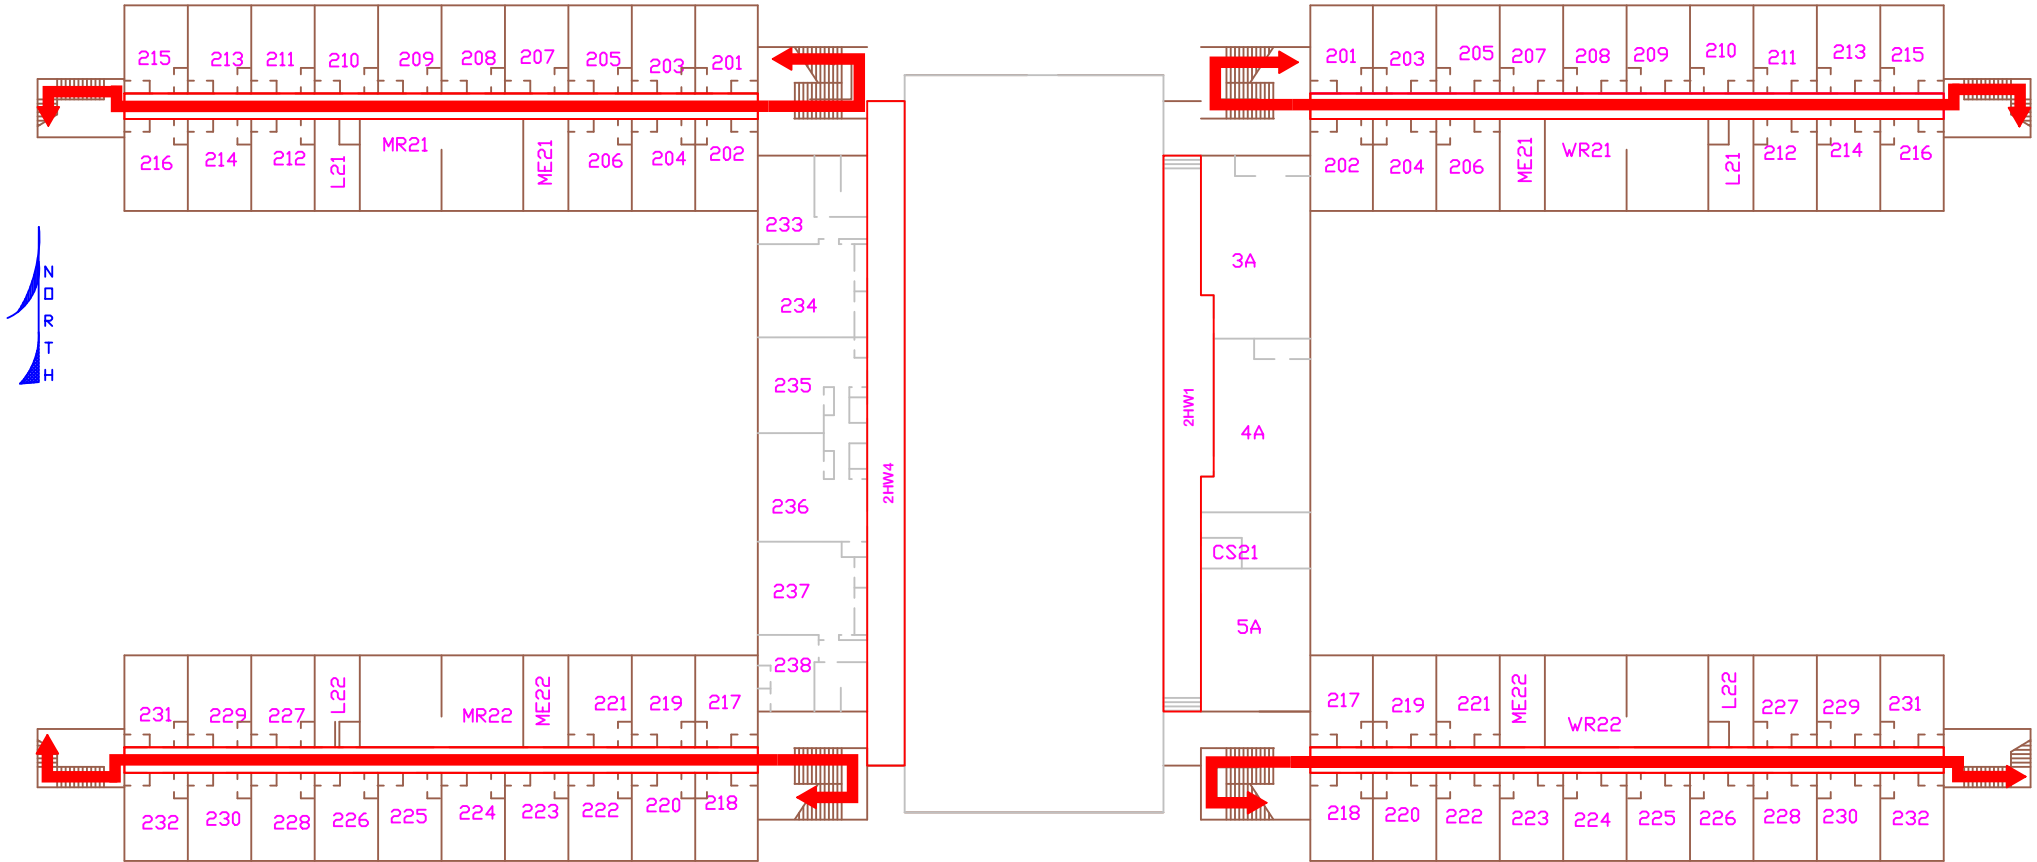 215 213 211 210 209 208 207 205 203 201
201 203 205 207 208 209 210 211 213 215
216 214 212 L21 MR21 ME21 206 204 202
202 204 206 ME21 WR21 L21 212 214 216
233
3A
NORTH
234
235
2HW1
4A
2HW4
236
CS21
237
5A
238
231 229 227 L22 MR22 ME22 221 219 217
217 219 221 ME22 WR22 L22 227 229 231
232 230 228 226 225 224 223 222 220 218
218 220 222 223 224 225 226 228 230 232